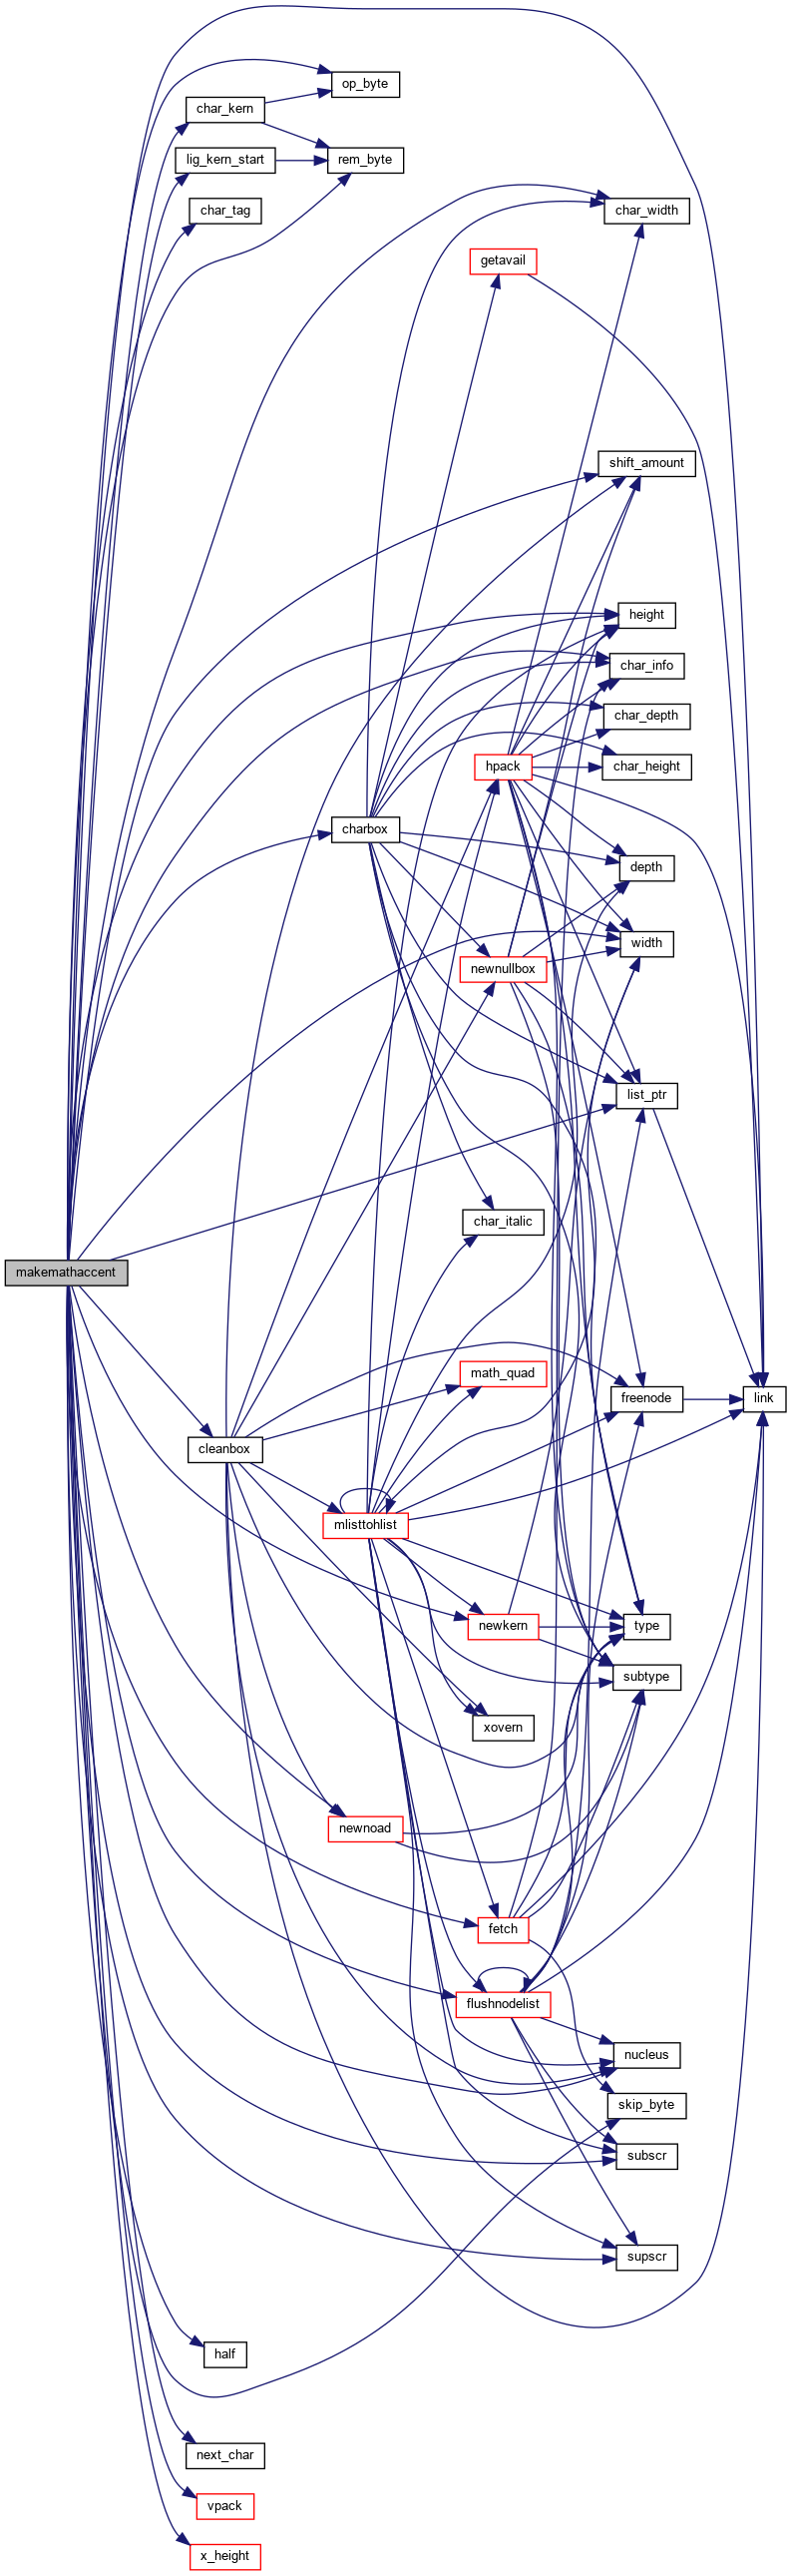 op_byte
char_kern
lig_kern_start
rem_byte
char_tag
char_width
getavail
shift_amount
height
char_info
char_depth
hpack
char_height
charbox
depth
width
newnullbox
list_ptr
char_italic
makemathaccent
math_quad
freenode
link
cleanbox
mlisttohlist
newkern
type
subtype
xovern
newnoad
fetch
flushnodelist
nucleus
skip_byte
subscr
supscr
half
next_char
vpack
x_height